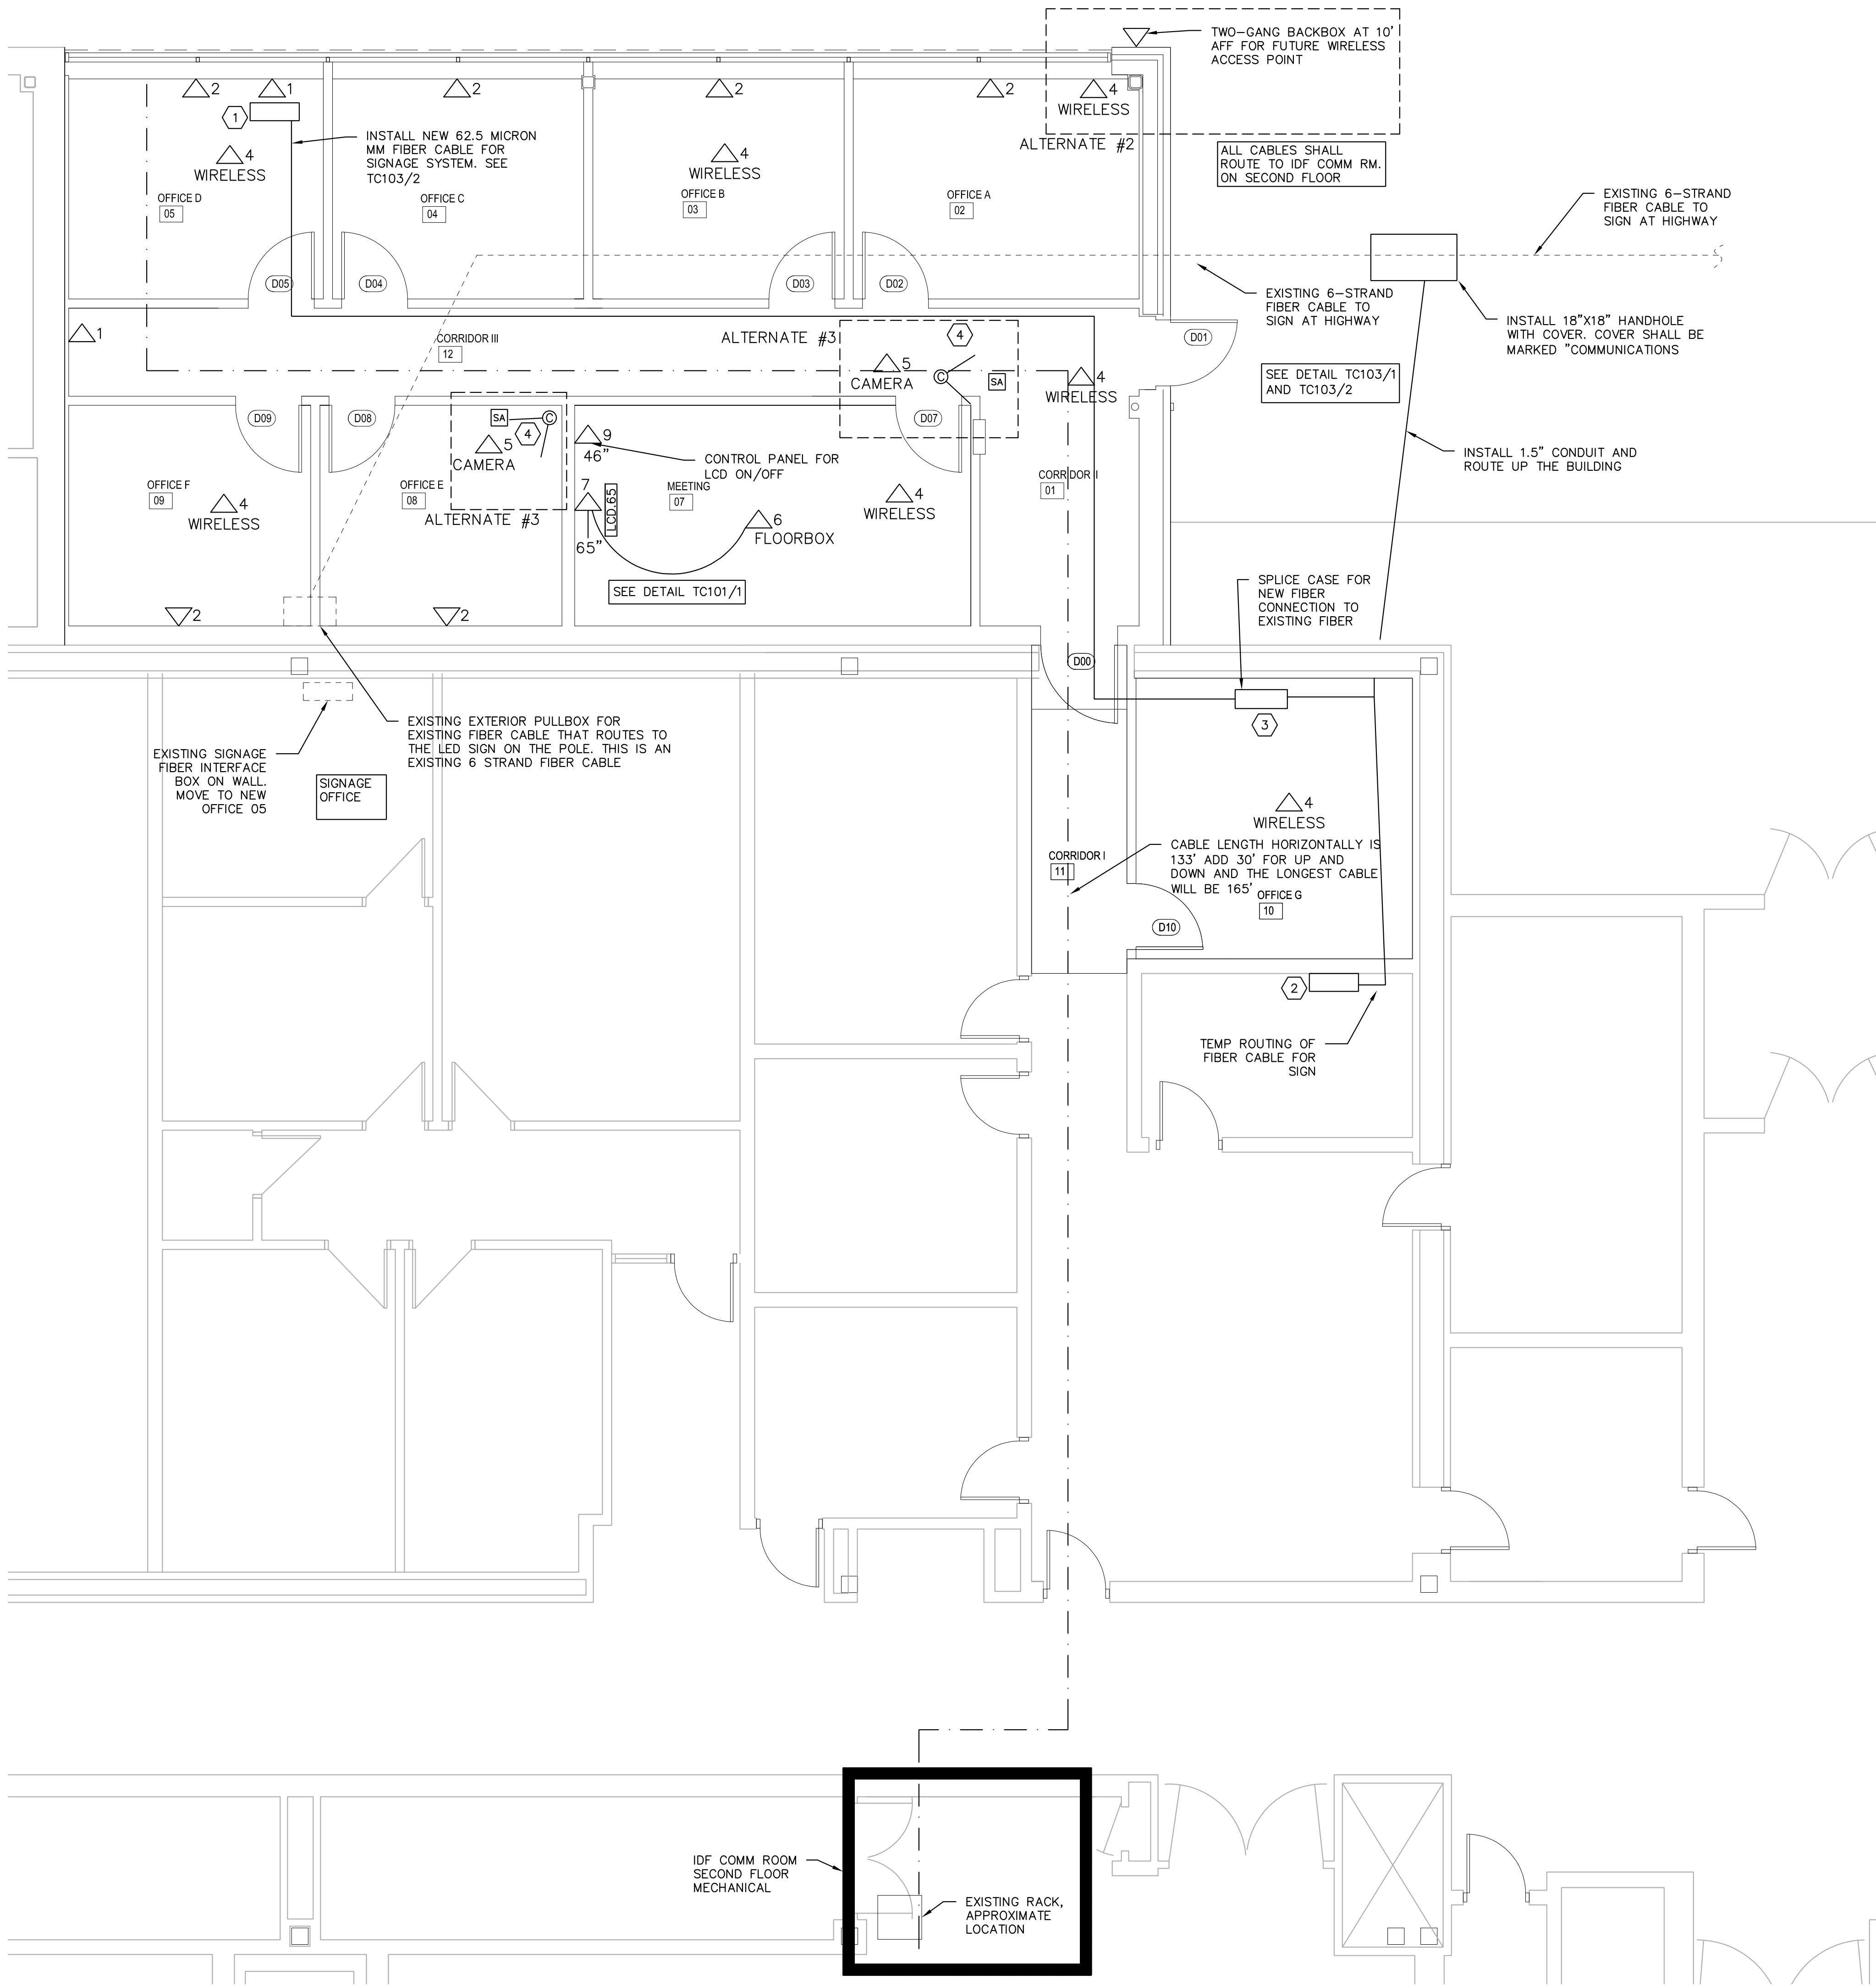 TWO-GANG BACKBOX AT 10'
AFF FOR FUTURE WIRELESS
ACCESS POINT
2
1
2
2
2
4
WIRELESS
ALTERNATE #2
1
INSTALL NEW 62.5 MICRON
MM FIBER CABLE FOR
SIGNAGE SYSTEM. SEE
TC103/2
4
WIRELESS
4
WIRELESS
ALL CABLES SHALL
ROUTE TO IDF COMM RM.
ON SECOND FLOOR
OFFICE D
05
OFFICE C
04
OFFICE B
03
OFFICE A
02
EXISTING 6-STRAND
FIBER CABLE TO
SIGN AT HIGHWAY
D05
D04
D03
D02
EXISTING 6-STRAND
FIBER CABLE TO
SIGN AT HIGHWAY
INSTALL 18"X18" HANDHOLE
WITH COVER. COVER SHALL BE
MARKED "COMMUNICATIONS
1
CORRIDOR III
12
ALTERNATE #3
4
5
CAMERA
C
SA
4
WIRELESS
D01
SEE DETAIL TC103/1
AND TC103/2
D09
D08
SA
C
4
5
CAMERA
ALTERNATE #3
9
46"
CONTROL PANEL FOR
LCD ON/OFF
D07
INSTALL 1.5" CONDUIT AND
ROUTE UP THE BUILDING
OFFICE F
09
4
WIRELESS
OFFICE E
08
7
65"
LCD.65
MEETING
07
6
FLOORBOX
4
WIRELESS
CORRIDOR II
01
SEE DETAIL TC101/1
2
2
SPLICE CASE FOR
NEW FIBER
CONNECTION TO
EXISTING FIBER
D00
3
EXISTING EXTERIOR PULLBOX FOR
EXISTING FIBER CABLE THAT ROUTES TO
THE LED SIGN ON THE POLE. THIS IS AN
EXISTING 6 STRAND FIBER CABLE
EXISTING SIGNAGE
FIBER INTERFACE
BOX ON WALL.
MOVE TO NEW
OFFICE 05
SIGNAGE
OFFICE
4
WIRELESS
CORRIDOR I
11
CABLE LENGTH HORIZONTALLY IS
133' ADD 30' FOR UP AND
DOWN AND THE LONGEST CABLE
WILL BE 165'
OFFICE G
10
D10
2
TEMP ROUTING OF
FIBER CABLE FOR
SIGN
IDF COMM ROOM
SECOND FLOOR
MECHANICAL
EXISTING RACK,
APPROXIMATE
LOCATION